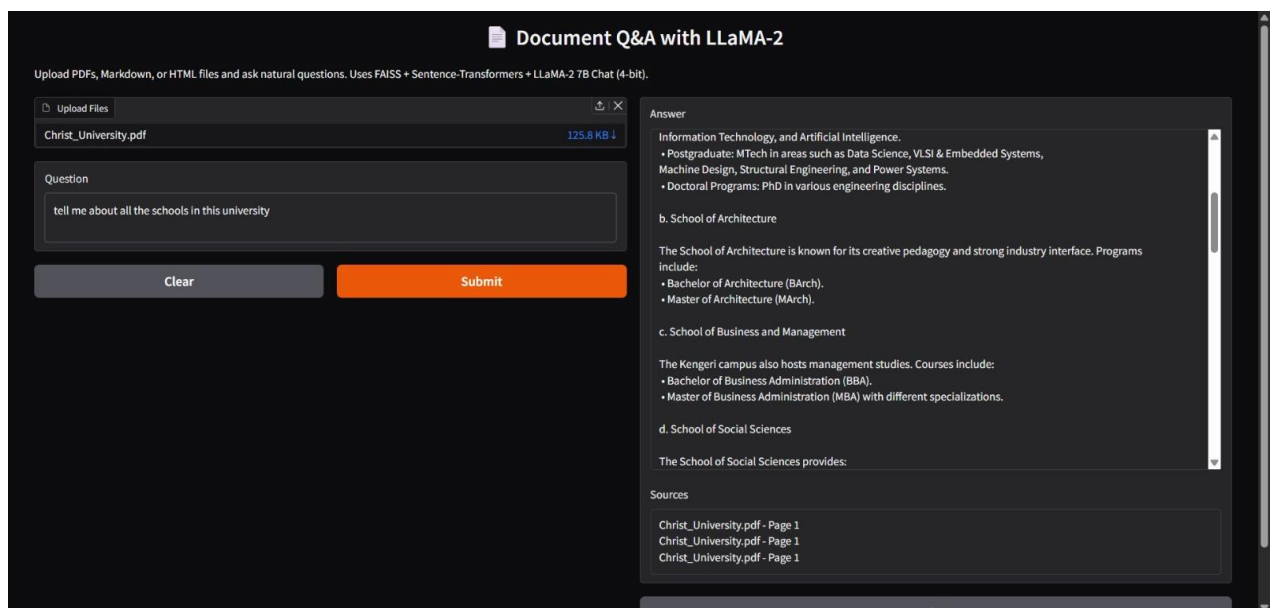 Document Q&A with LLaMA-2
Upload PDFs, Markdown, or HTML files and ask natural questions. Uses FAISS + Sentence-Transformers + LLaMA-2 7B Chat (4-bit).
Upload Files
Christ_University.pdf
125.8 KB ↓
Question
tell me about all the schools in this university
Clear
Submit
Answer
Information Technology, and Artificial Intelligence.
• Postgraduate: MTech in areas such as Data Science, VLSI & Embedded Systems,
Machine Design, Structural Engineering, and Power Systems.
• Doctoral Programs: PhD in various engineering disciplines.
b. School of Architecture
The School of Architecture is known for its creative pedagogy and strong industry interface. Programs
include:
• Bachelor of Architecture (BArch).
• Master of Architecture (MArch).
c. School of Business and Management
The Kengeri campus also hosts management studies. Courses include:
• Bachelor of Business Administration (BBA).
• Master of Business Administration (MBA) with different specializations.
d. School of Social Sciences
The School of Social Sciences provides:
Sources
Christ_University.pdf - Page 1
Christ_University.pdf - Page 1
Christ_University.pdf - Page 1